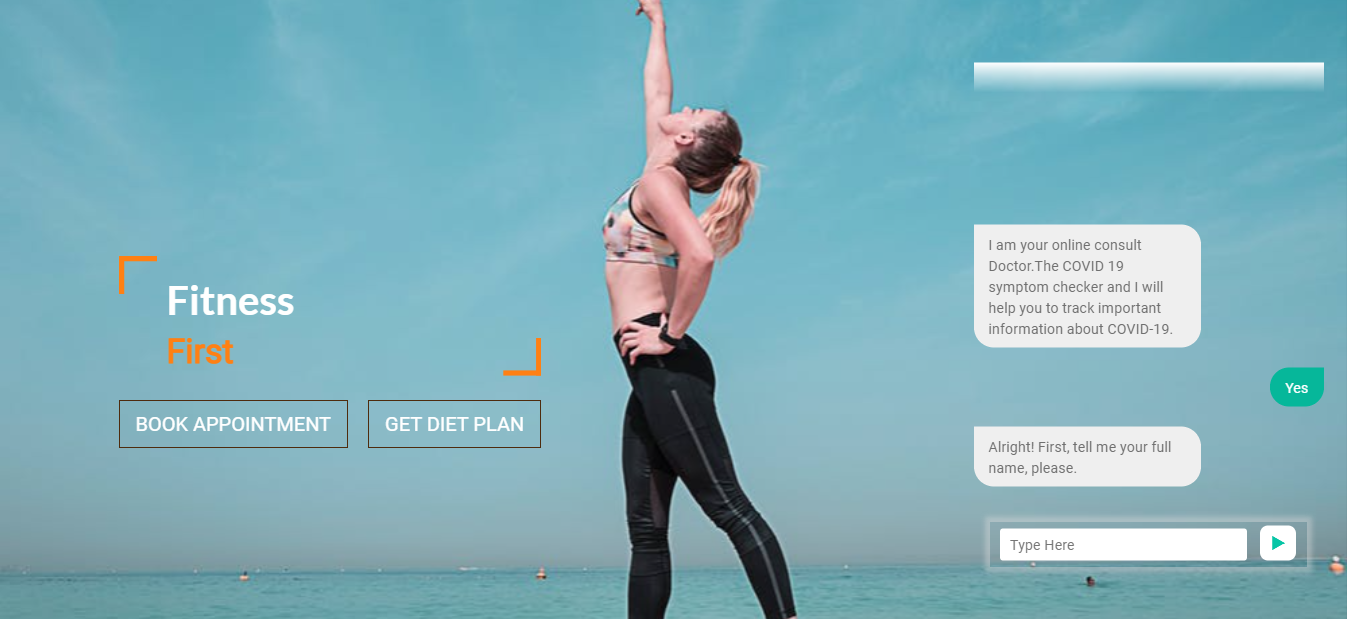 Fitness
First
BOOK APPOINTMENT
GET DIET PLAN
I am your online consult
Doctor.The COVID 19
symptom checker and I will
help you to track important
information about COVID-19.
Yes
Alright! First, tell me your full
name, please.
Type Here